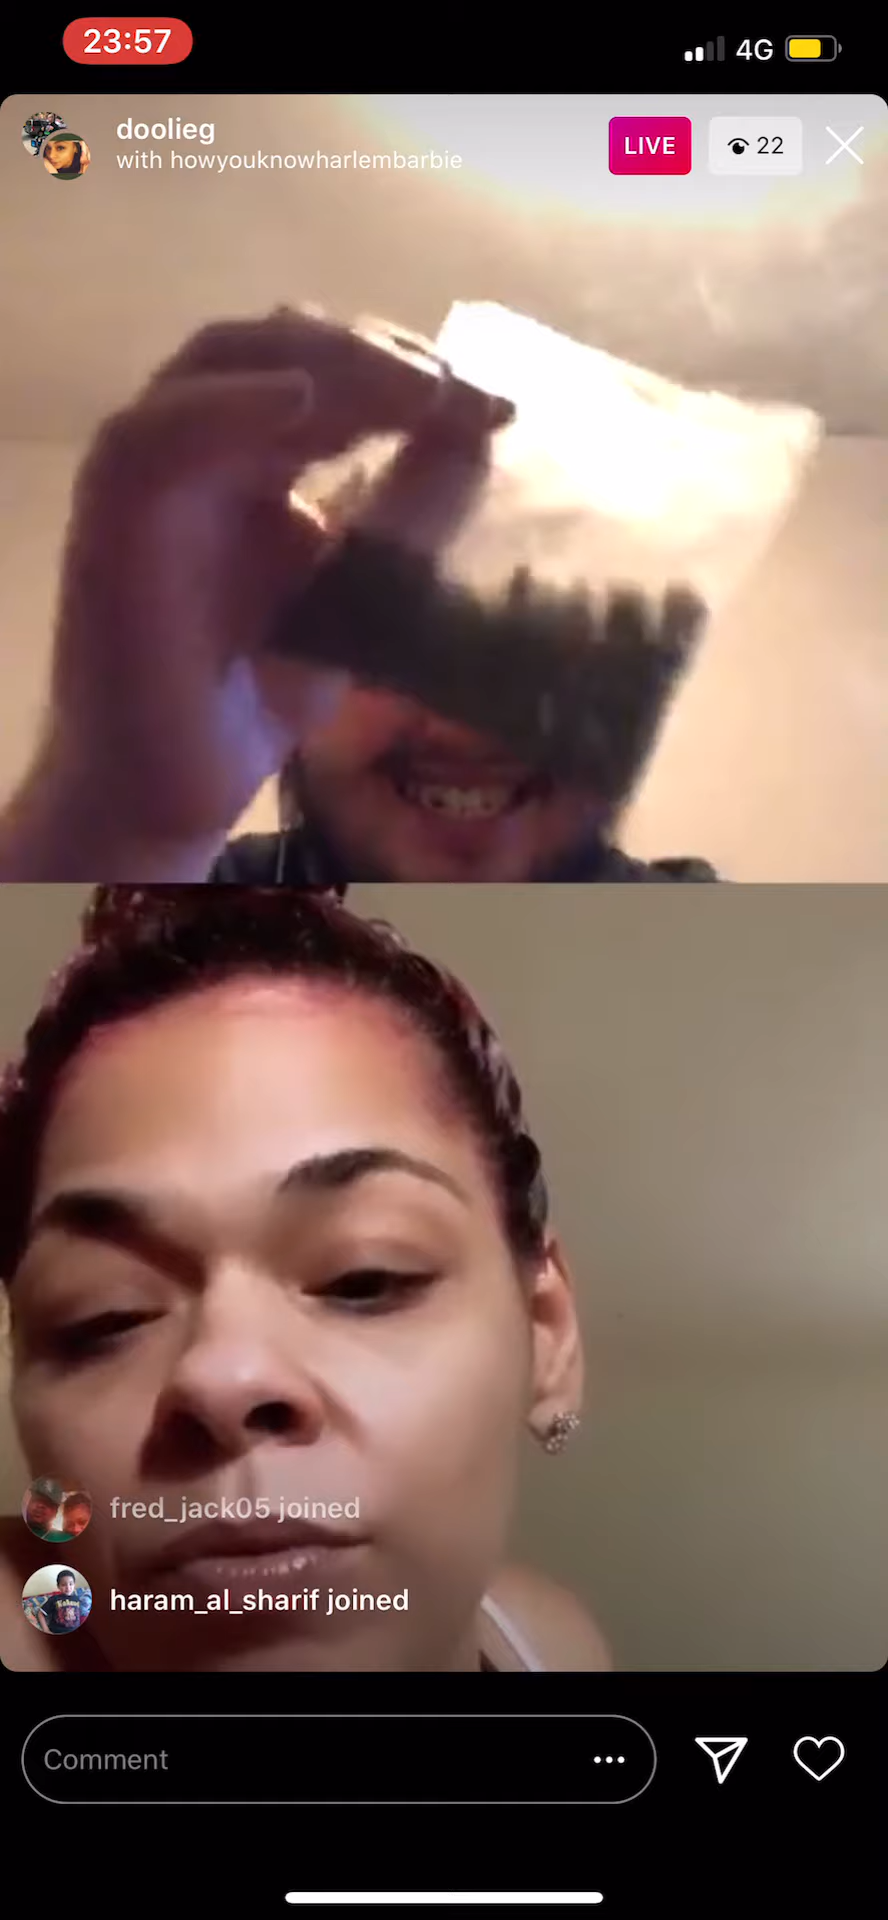 23:57
4G
doolieg
with howyouknowharlembarbie
LIVE
22
fred_jack05 joined
haram_al_sharif joined
Comment